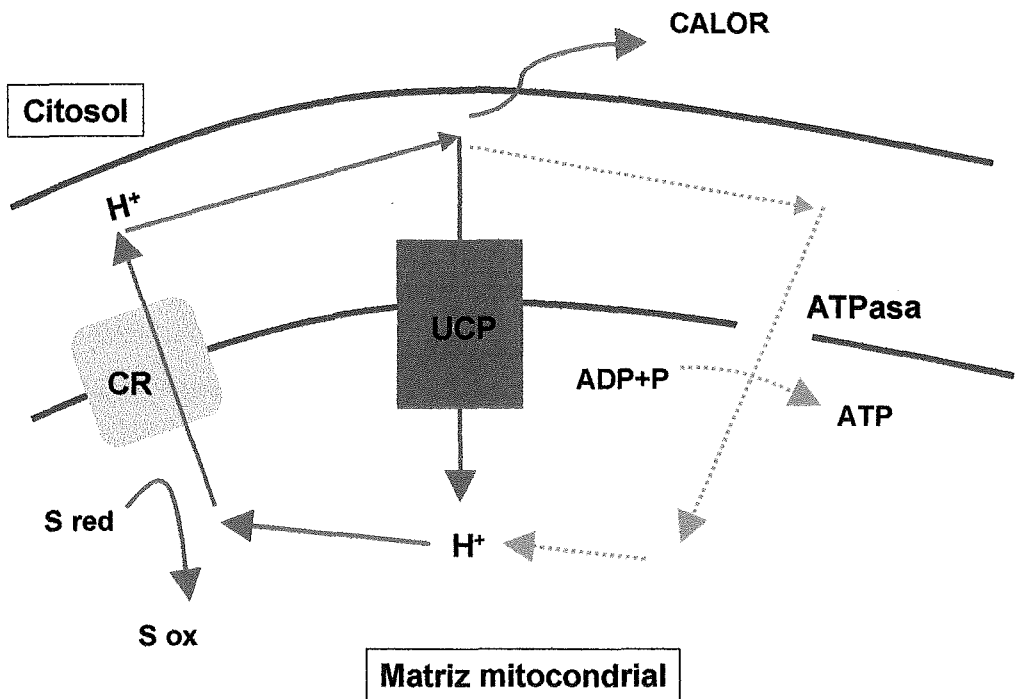 CALOR
Citosol
H+
UCP
ATPasa
CR
ADP+P
ATP
S red
H+
S ox
Matriz mitocondrial